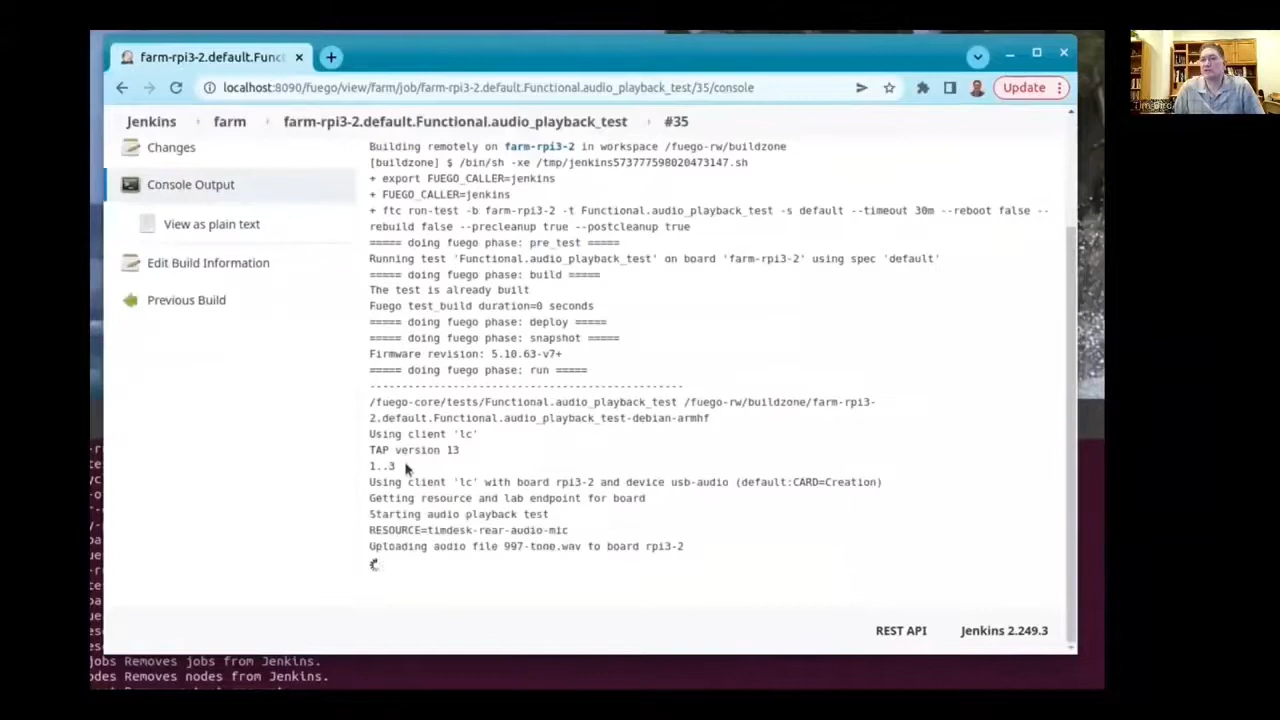 farm-rpi3-2.default.Func
localhost:8090/fuego/view/farm/job/farm-rpi3-2.default.Functional.audio_playback_test/35/console
Update
Jenkins
farm
farm-rpi3-2.default.Functional.audio_playback_test
#35
Changes
Console Output
View as plain text
Edit Build Information
Previous Build
Building remotely on farm-rpi3-2 in workspace /fuego-rw/buildzone
[buildzone] $ /bin/sh -xe /tmp/jenkins573777598020473147.sh
+ export FUEGO_CALLER=jenkins
+ FUEGO_CALLER=jenkins
+ ftc run-test -b farm-rpi3-2 -t Functional.audio_playback_test -s default --timeout 30m --reboot false --
rebuild false --precleanup true --postcleanup true
===== doing fuego phase: pre_test =====
Running test 'Functional.audio_playback_test' on board 'farm-rpi3-2' using spec 'default'
===== doing fuego phase: build =====
The test is already built
Fuego test_build duration=0 seconds
===== doing fuego phase: deploy =====
===== doing fuego phase: snapshot =====
Firmware revision: 5.10.63-v7+
===== doing fuego phase: run =====
-------------------------------------------------
/fuego-core/tests/Functional.audio_playback_test /fuego-rw/buildzone/farm-rpi3-
2.default.Functional.audio_playback_test-debian-armhf
Using client 'lc'
TAP version 13
1..3
Using client 'lc' with board rpi3-2 and device usb-audio (default:CARD=Creation)
Getting resource and lab endpoint for board
Starting audio playback test
RESOURCE=timdesk-rear-audio-mic
Uploading audio file 997-tone.wav to board rpi3-2
REST API
Jenkins 2.249.3
jobs Removes jobs from Jenkins.
odes Removes nodes from Jenkins.
Tim Bird